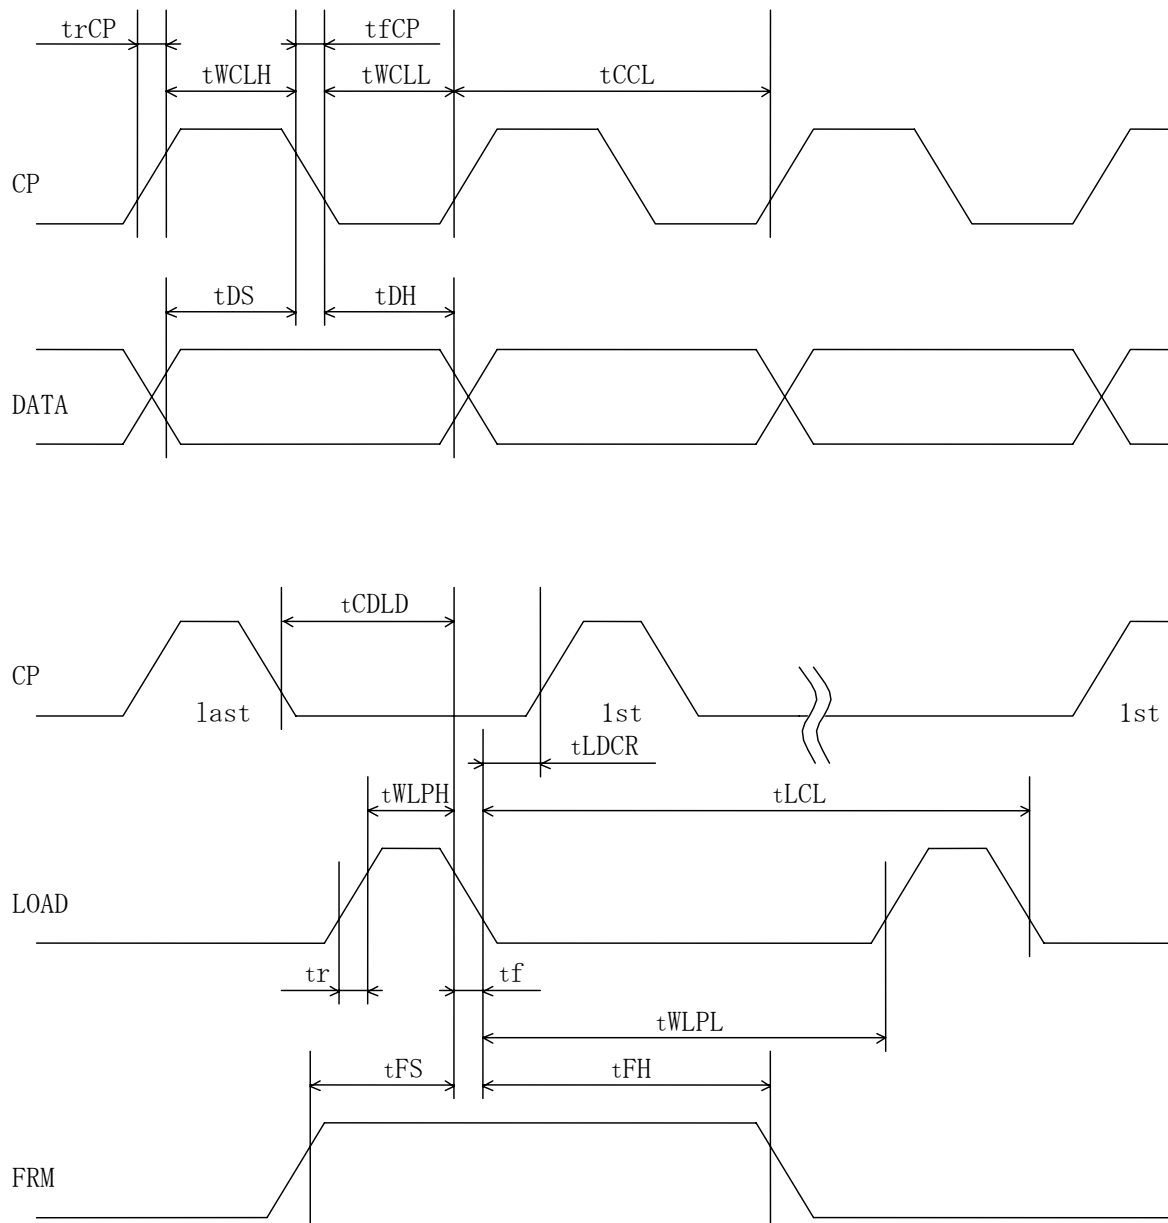 trCP tfCP
tWCLH tWCLL tCCL
CP
tDS tDH
DATA
tCDLD
CP
last 1st 1st
tLDCR
tWLPH tLCL
LOAD
tr tf
tWLPL
tFS tFH
FRM